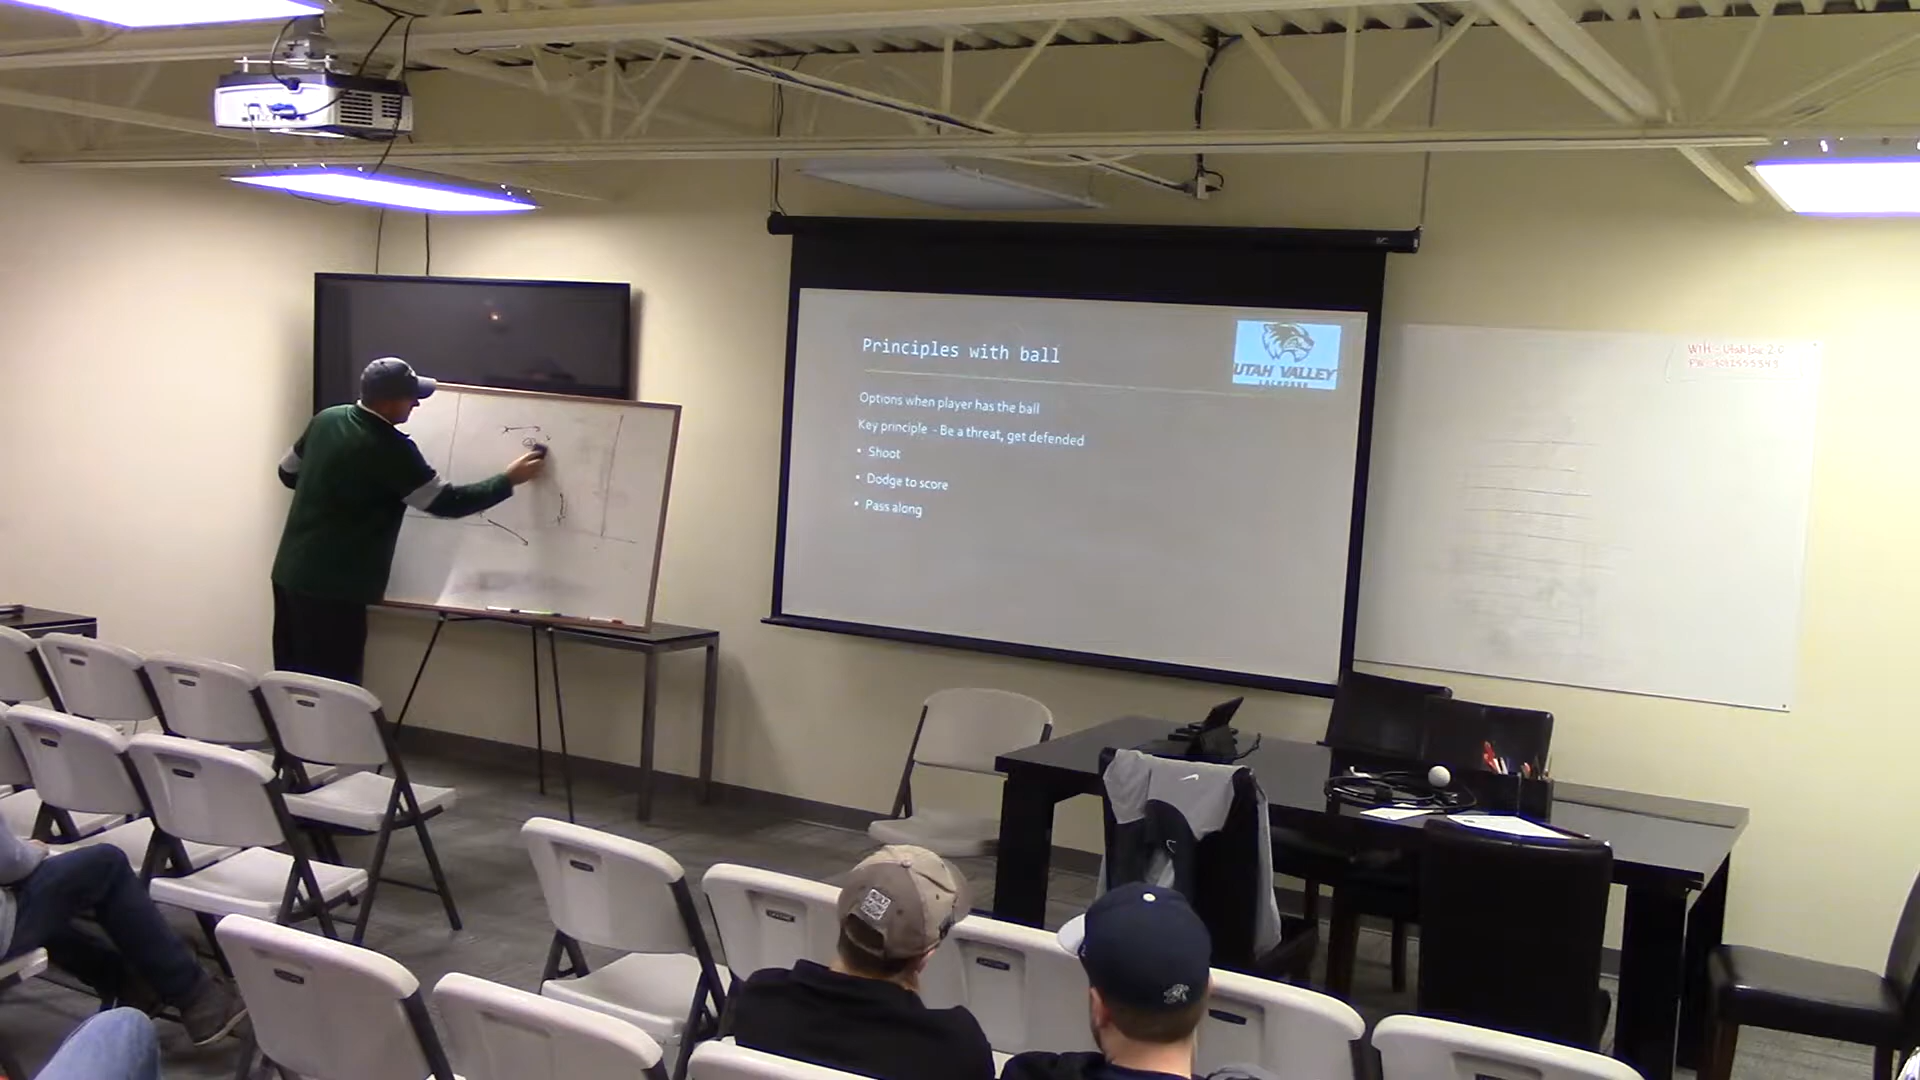 Principles with ball
UTAH VALLEY
LACROSSE
Options when player has the ball
Key principle - Be a threat, get defended
• Shoot
• Dodge to score
• Pass along